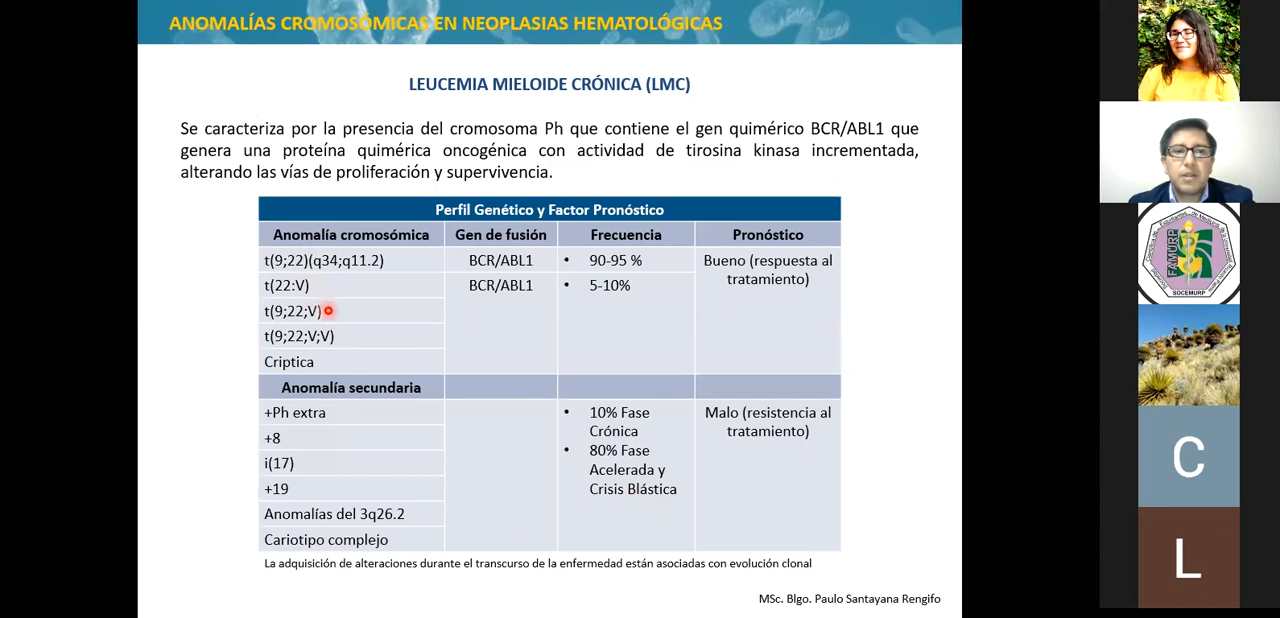 ANOMALÍAS CROMOSÓMICAS EN NEOPLASIAS HEMATOLÓGICAS
LEUCEMIA MIELOIDE CRÓNICA (LMC)
Se caracteriza por la presencia del cromosoma Ph que contiene el gen quimérico BCR/ABL1 que
genera una proteína quimérica oncogénica con actividad de tirosina kinasa incrementada,
alterando las vías de proliferación y supervivencia.
Perfil Genético y Factor Pronóstico
Anomalía cromosómica Gen de fusión Frecuencia Pronóstico
t(9;22)(q34;q11.2) BCR/ABL1 • 90-95 % Bueno (respuesta al
tratamiento)
t(22:V) BCR/ABL1 • 5-10%
t(9;22;V)
t(9;22;V;V)
Criptica
Anomalía secundaria
+Ph extra • 10% Fase Malo (resistencia al
Crónica tratamiento)
+8
• 80% Fase
i(17) Acelerada y
+19 Crisis Blástica
Anomalías del 3q26.2
Cariotipo complejo
La adquisición de alteraciones durante el transcurso de la enfermedad están asociadas con evolución clonal
MSc. Blgo. Paulo Santayana Rengifo
FAMURP
SOCEMURP
C
L